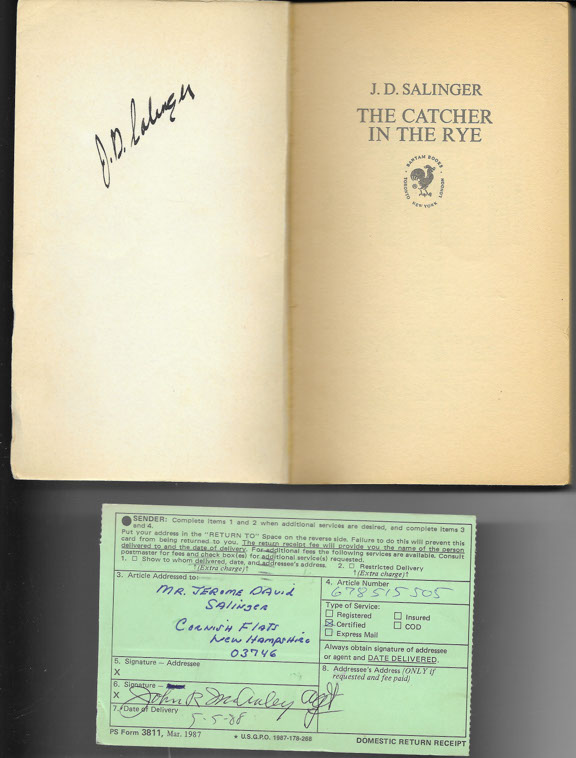 J.D. Salinger
J. D. SALINGER
THE CATCHER
IN THE RYE
BANTAM BOOKS
TORONTO • NEW YORK • LONDON
SENDER: Complete items 1 and 2 when additional services are desired, and complete items 3
and 4.
Put your address in the "RETURN TO" Space on the reverse side. Failure to do this will prevent this
card from being returned to you. The return receipt fee will provide you the name of the person
delivered to and the date of delivery. For additional fees the following services are available. Consult
postmaster for fees and check box(es) for additional service(s) requested.
1. ☐ Show to whom delivered, date, and addressee's address. 2. ☐ Restricted Delivery
†(Extra charge)† †(Extra charge)†
3. Article Addressed to:
MR. JEROME DAVID
SALINGER
CORNISH FLATS
NEW HAMPSHIRE
03746
4. Article Number
678515505
Type of Service:
☐ Registered ☐ Insured
☒ Certified ☐ COD
☐ Express Mail
Always obtain signature of addressee
or agent and DATE DELIVERED.
5. Signature – Addressee
X
8. Addressee's Address (ONLY if
requested and fee paid)
6. Signature –
X John R agt
7. Date of Delivery
5-5-88
PS Form 3811, Mar. 1987 ★ U.S.G.P.O. 1987-178-268 DOMESTIC RETURN RECEIPT